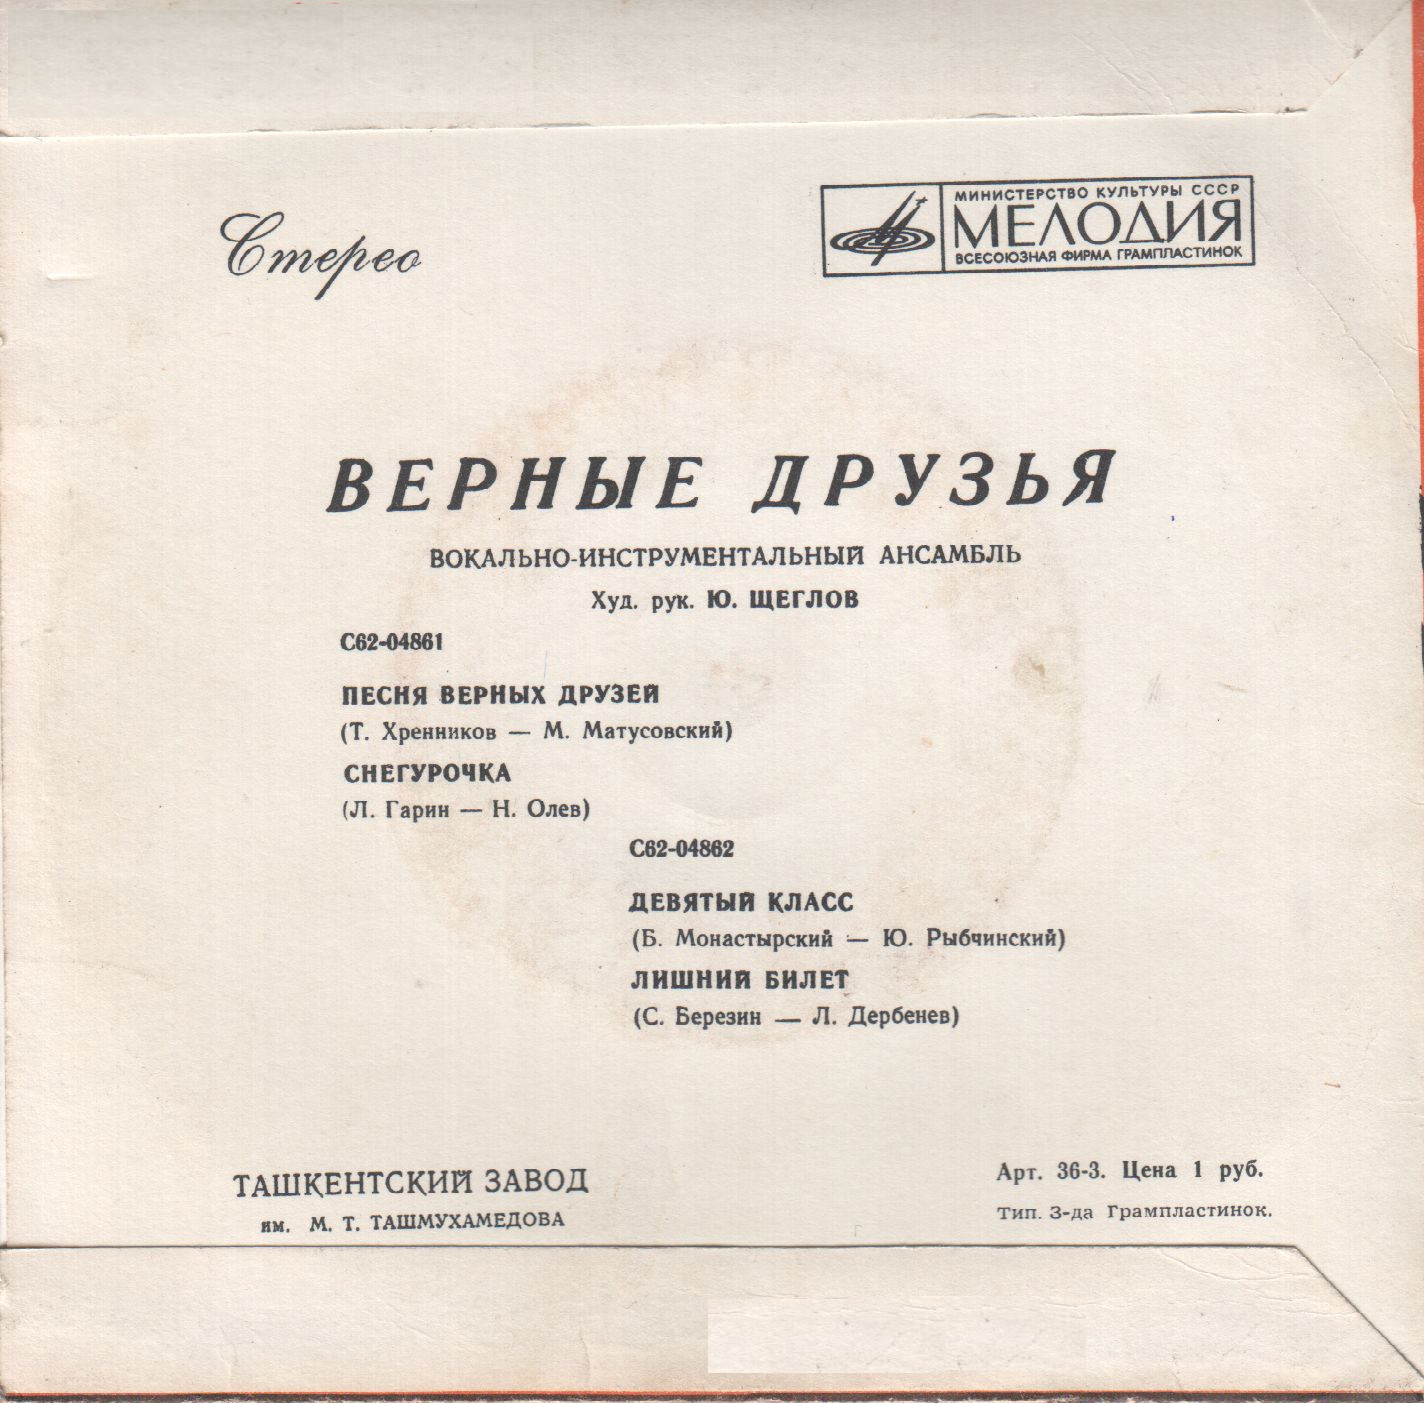 Стерео
МИНИСТЕРСТВО КУЛЬТУРЫ СССР
МЕЛОДИЯ
ВСЕСОЮЗНАЯ ФИРМА ГРАМПЛАСТИНОК
ВЕРНЫЕ ДРУЗЬЯ
ВОКАЛЬНО-ИНСТРУМЕНТАЛЬНЫЙ АНСАМБЛЬ
Худ. рук. Ю. ЩЕГЛОВ
С62-04861
ПЕСНЯ ВЕРНЫХ ДРУЗЕЙ
(Т. Хренников — М. Матусовский)
СНЕГУРОЧКА
(Л. Гарин — Н. Олев)
С62-04862
ДЕВЯТЫЙ КЛАСС
(Б. Монастырский — Ю. Рыбчинский)
ЛИШНИЙ БИЛЕТ
(С. Березин — Л. Дербенев)
ТАШКЕНТСКИЙ ЗАВОД
им. М. Т. ТАШМУХАМЕДОВА
Арт. 36-3. Цена 1 руб.
Тип. З-да Грампластинок.